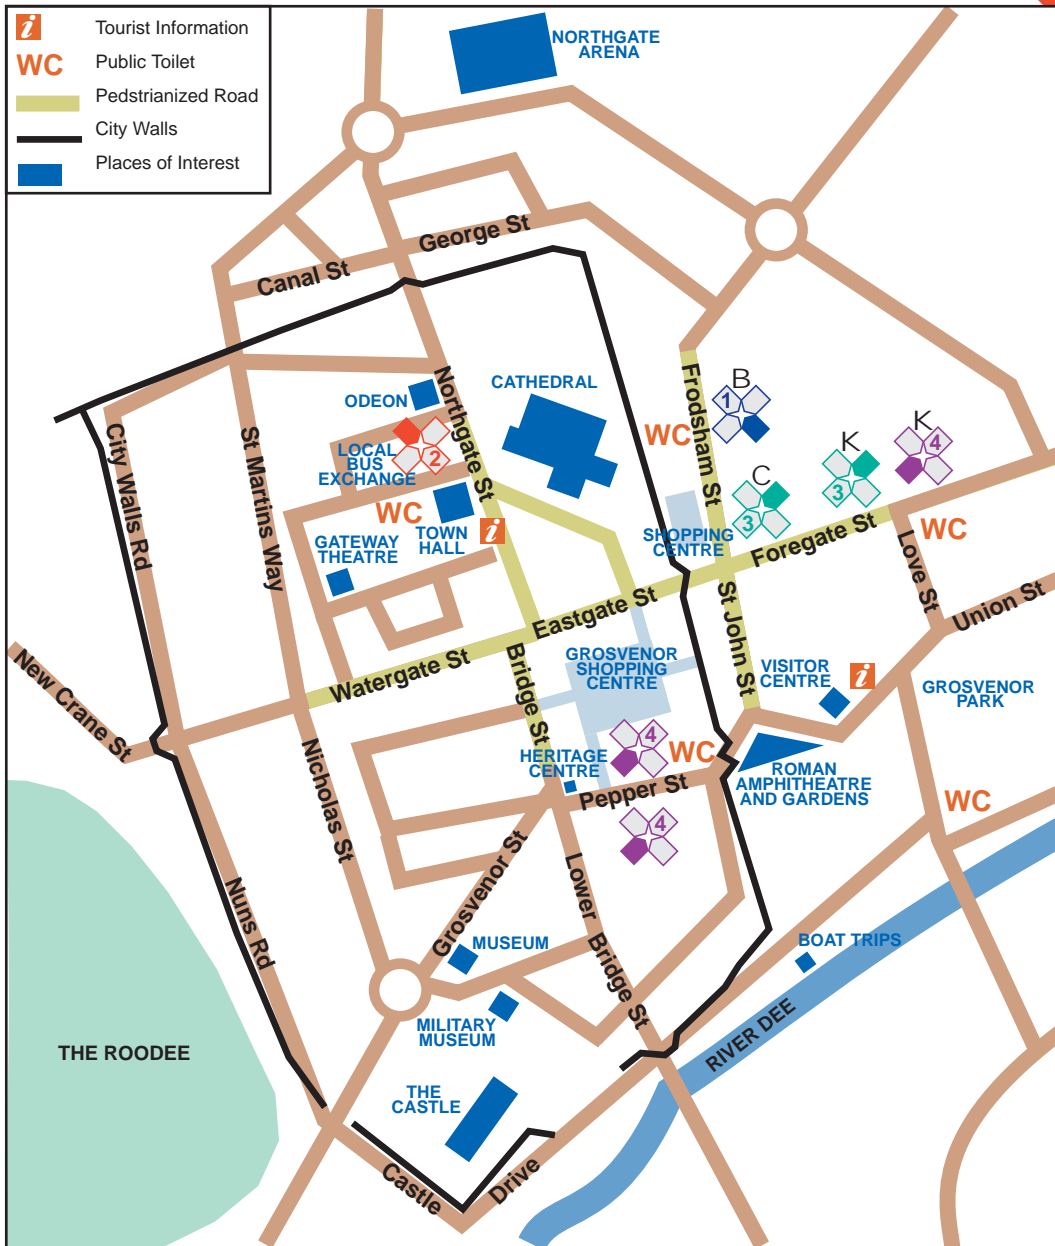 i Tourist Information
WC Public Toilet
Pedstrianized Road
City Walls
Places of Interest
NORTHGATE
ARENA
George St
Canal St
Northgate St
CATHEDRAL
ODEON
LOCAL
BUS
EXCHANGE
2
WC
TOWN
HALL
i
GATEWAY
THEATRE
City Walls Rd
St Martins Way
Frodsham St
WC
B
1
C
3
K
3
K
4
SHOPPING
CENTRE
Foregate St
WC
Love St
Union St
Eastgate St
Watergate St
Bridge St
St John St
GROSVENOR
SHOPPING
CENTRE
VISITOR
CENTRE
i
GROSVENOR
PARK
New Crane St
Nicholas St
HERITAGE
CENTRE
4
WC
Pepper St
ROMAN
AMPHITHEATRE
AND GARDENS
WC
4
Grosvenor St
Lower Bridge St
Nuns Rd
MUSEUM
BOAT TRIPS
MILITARY
MUSEUM
RIVER DEE
THE ROODEE
THE
CASTLE
Castle Drive